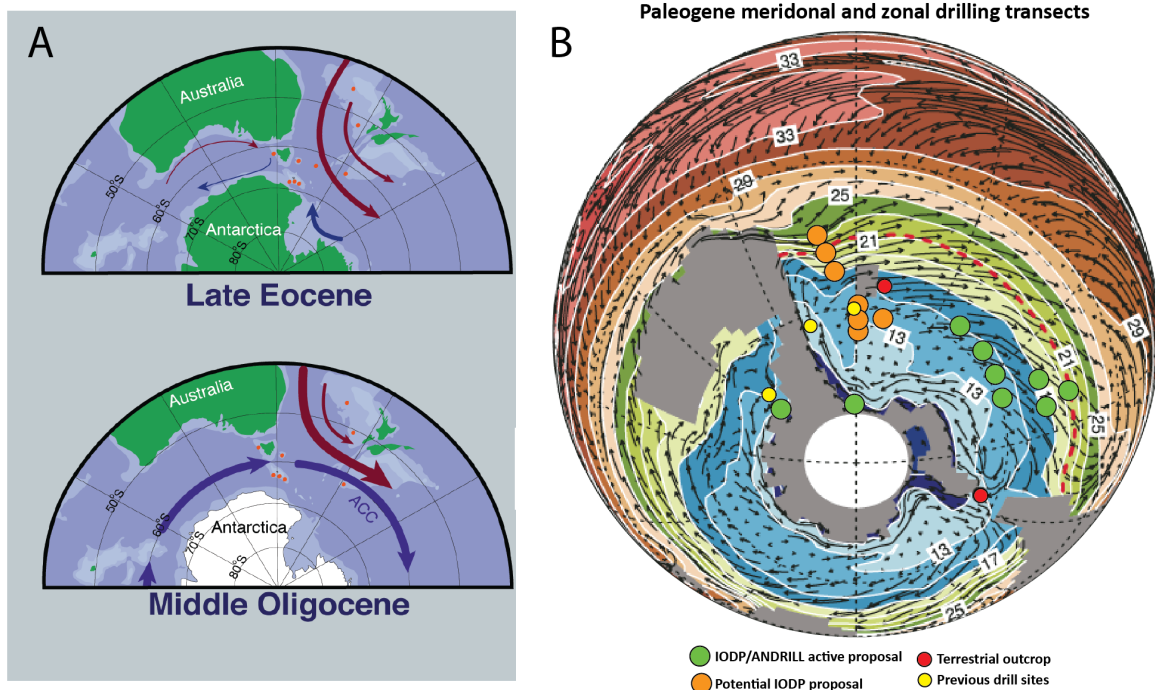 A
Australia
50°S
60°S
70°S
80°S
Antarctica
Late Eocene
Australia
50°S
60°S
70°S
80°S
Antarctica
ACC
Middle Oligocene
Paleogene meridonal and zonal drilling transects
B
33
33
29
25
21
13
13
29
21
25
13
17
25
IODP/ANDRILL active proposal
Potential IODP proposal
Terrestrial outcrop
Previous drill sites